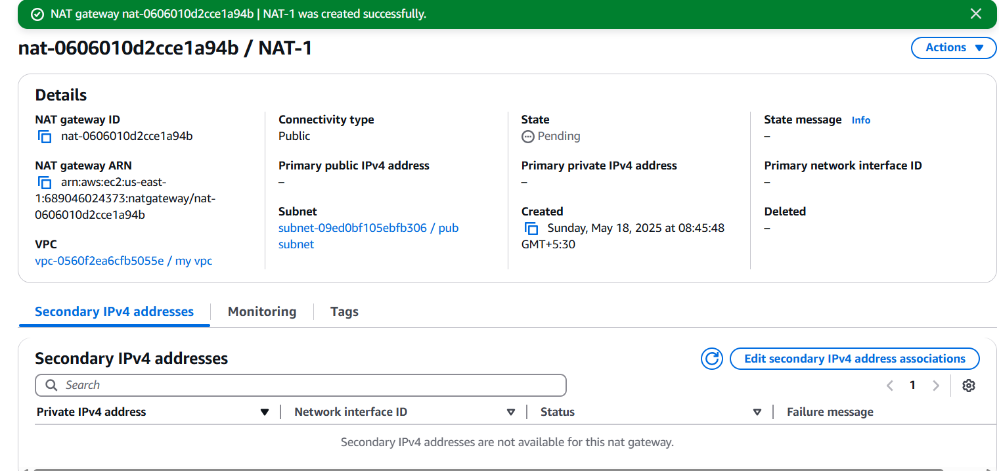 NAT gateway nat-0606010d2cce1a94b | NAT-1 was created successfully.
nat-0606010d2cce1a94b / NAT-1
Actions
Details
NAT gateway ID
nat-0606010d2cce1a94b
NAT gateway ARN
arn:aws:ec2:us-east-
1:689046024373:natgateway/nat-
0606010d2cce1a94b
VPC
vpc-0560f2ea6cfb5055e / my vpc
Connectivity type
Public
Primary public IPv4 address
–
Subnet
subnet-09ed0bf105ebfb306 / pub
subnet
State
Pending
Primary private IPv4 address
–
Created
Sunday, May 18, 2025 at 08:45:48
GMT+5:30
State message Info
–
Primary network interface ID
–
Deleted
–
Secondary IPv4 addresses
Monitoring
Tags
Secondary IPv4 addresses
Edit secondary IPv4 address associations
Search
1
Private IPv4 address
Network interface ID
Status
Failure message
Secondary IPv4 addresses are not available for this nat gateway.